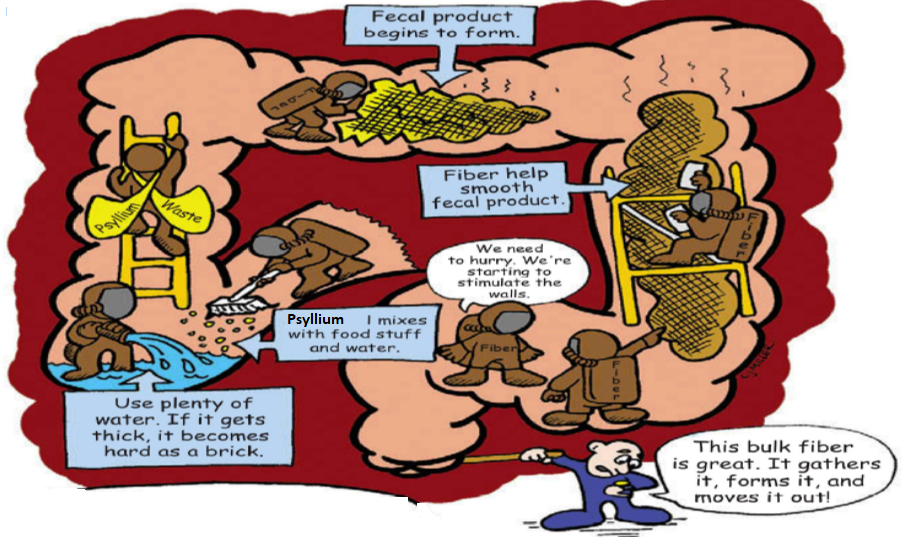 Fecal product
begins to form.
Fiber
Psyllium
Waste
Fiber help
smooth
fecal product.
Fiber
We need
to hurry. We're
starting to
stimulate the
walls.
Psyllium l mixes
with food stuff
and water.
Fiber
Fiber
Use plenty of
water. If it gets
thick, it becomes
hard as a brick.
This bulk fiber
is great. It gathers
it, forms it, and
moves it out!